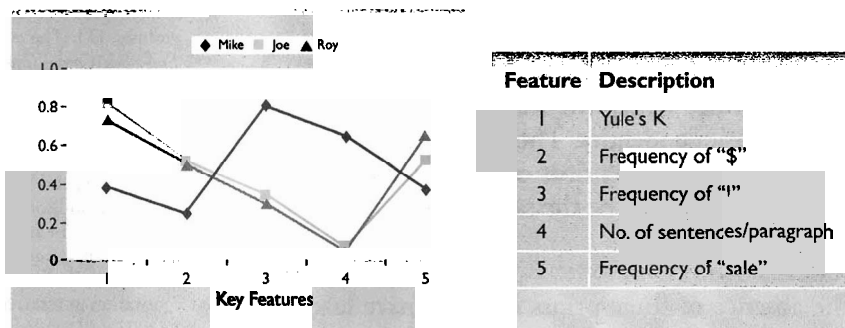 Mike Joe Roy
1.0
0.8
0.6
0.4
0.2
0
1 2 3 4 5
Key Features
Feature Description
1 Yule's K
2 Frequency of "$"
3 Frequency of "!"
4 No. of sentences/paragraph
5 Frequency of "sale"